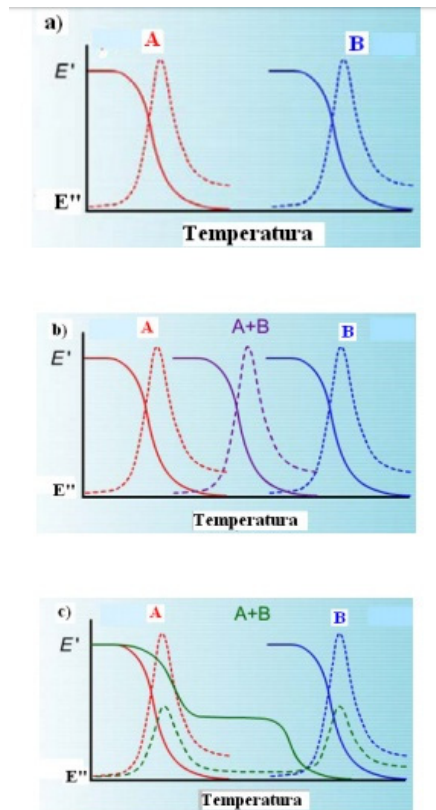 a)
A
B
E'
E"
Temperatura
b)
A
A+B
B
E'
E"
Temperatura
c)
A
A+B
B
E'
E"
Temperatura